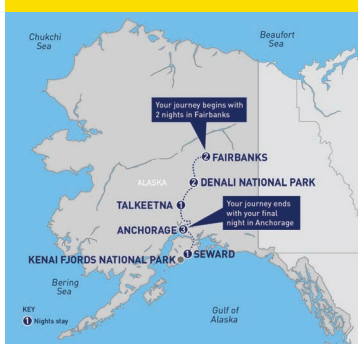 Chukchi
Sea
Beaufort
Sea
Your journey begins with
2 nights in Fairbanks
2 FAIRBANKS
ALASKA
2 DENALI NATIONAL PARK
TALKEETNA 1
Your journey ends
with your final
night in Anchorage
ANCHORAGE 3
1 SEWARD
KENAI FJORDS NATIONAL PARK
Bering
Sea
KEY
1 Nights stay
Gulf of
Alaska